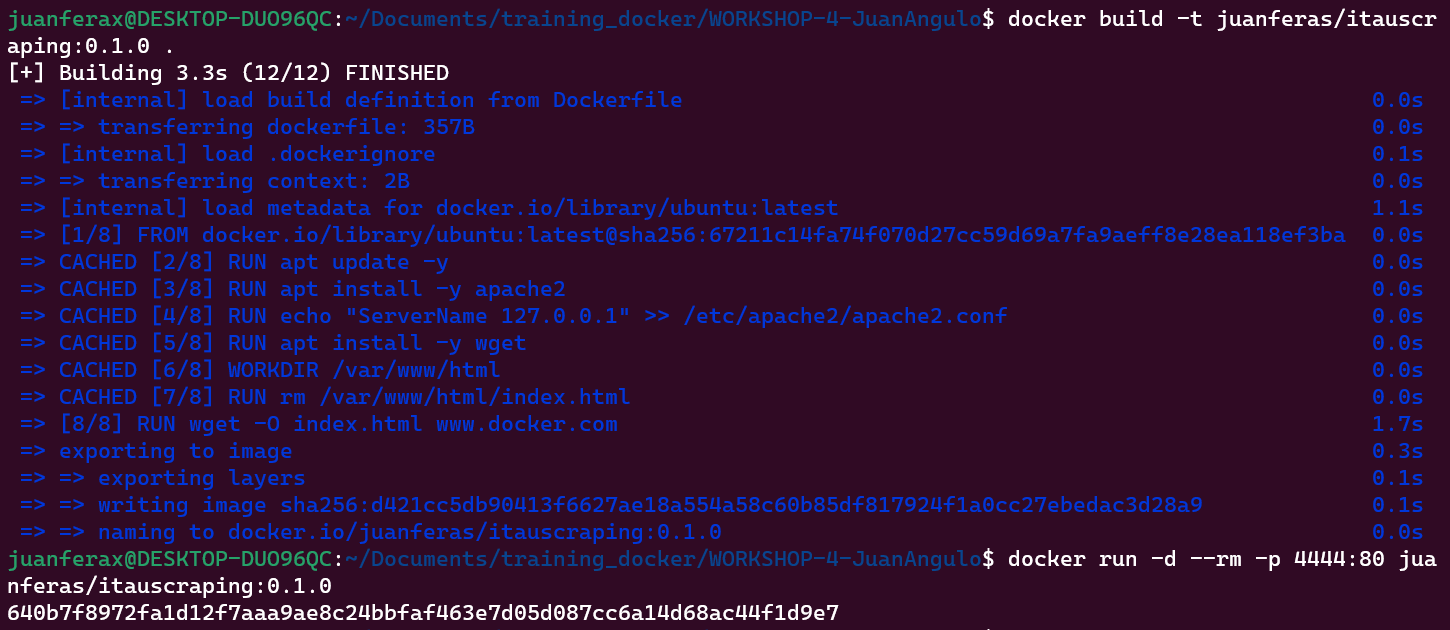 juanferax@DESKTOP-DUO96QC:~/Documents/training_docker/WORKSHOP-4-JuanAngulo$ docker build -t juanferas/itauscr
aping:0.1.0 .
[+] Building 3.3s (12/12) FINISHED
=> [internal] load build definition from Dockerfile 0.0s
=> => transferring dockerfile: 357B 0.0s
=> [internal] load .dockerignore 0.1s
=> => transferring context: 2B 0.0s
=> [internal] load metadata for docker.io/library/ubuntu:latest 1.1s
=> [1/8] FROM docker.io/library/ubuntu:latest@sha256:67211c14fa74f070d27cc59d69a7fa9aeff8e28ea118ef3ba 0.0s
=> CACHED [2/8] RUN apt update -y 0.0s
=> CACHED [3/8] RUN apt install -y apache2 0.0s
=> CACHED [4/8] RUN echo "ServerName 127.0.0.1" >> /etc/apache2/apache2.conf 0.0s
=> CACHED [5/8] RUN apt install -y wget 0.0s
=> CACHED [6/8] WORKDIR /var/www/html 0.0s
=> CACHED [7/8] RUN rm /var/www/html/index.html 0.0s
=> [8/8] RUN wget -O index.html www.docker.com 1.7s
=> exporting to image 0.3s
=> => exporting layers 0.1s
=> => writing image sha256:d421cc5db90413f6627ae18a554a58c60b85df817924f1a0cc27ebedac3d28a9 0.1s
=> => naming to docker.io/juanferas/itauscraping:0.1.0 0.0s
juanferax@DESKTOP-DUO96QC:~/Documents/training_docker/WORKSHOP-4-JuanAngulo$ docker run -d --rm -p 4444:80 jua
nferas/itauscraping:0.1.0
640b7f8972fa1d12f7aaa9ae8c24bbfaf463e7d05d087cc6a14d68ac44f1d9e7